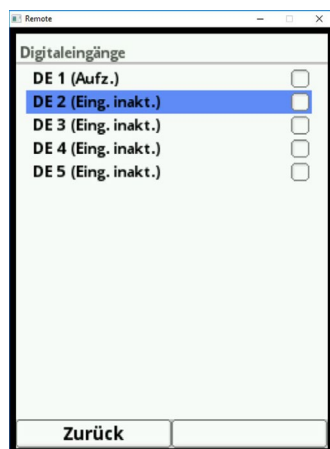 Remote
Digitaleingänge
DE 1 (Aufz.)
DE 2 (Eing. inakt.)
DE 3 (Eing. inakt.)
DE 4 (Eing. inakt.)
DE 5 (Eing. inakt.)
Zurück